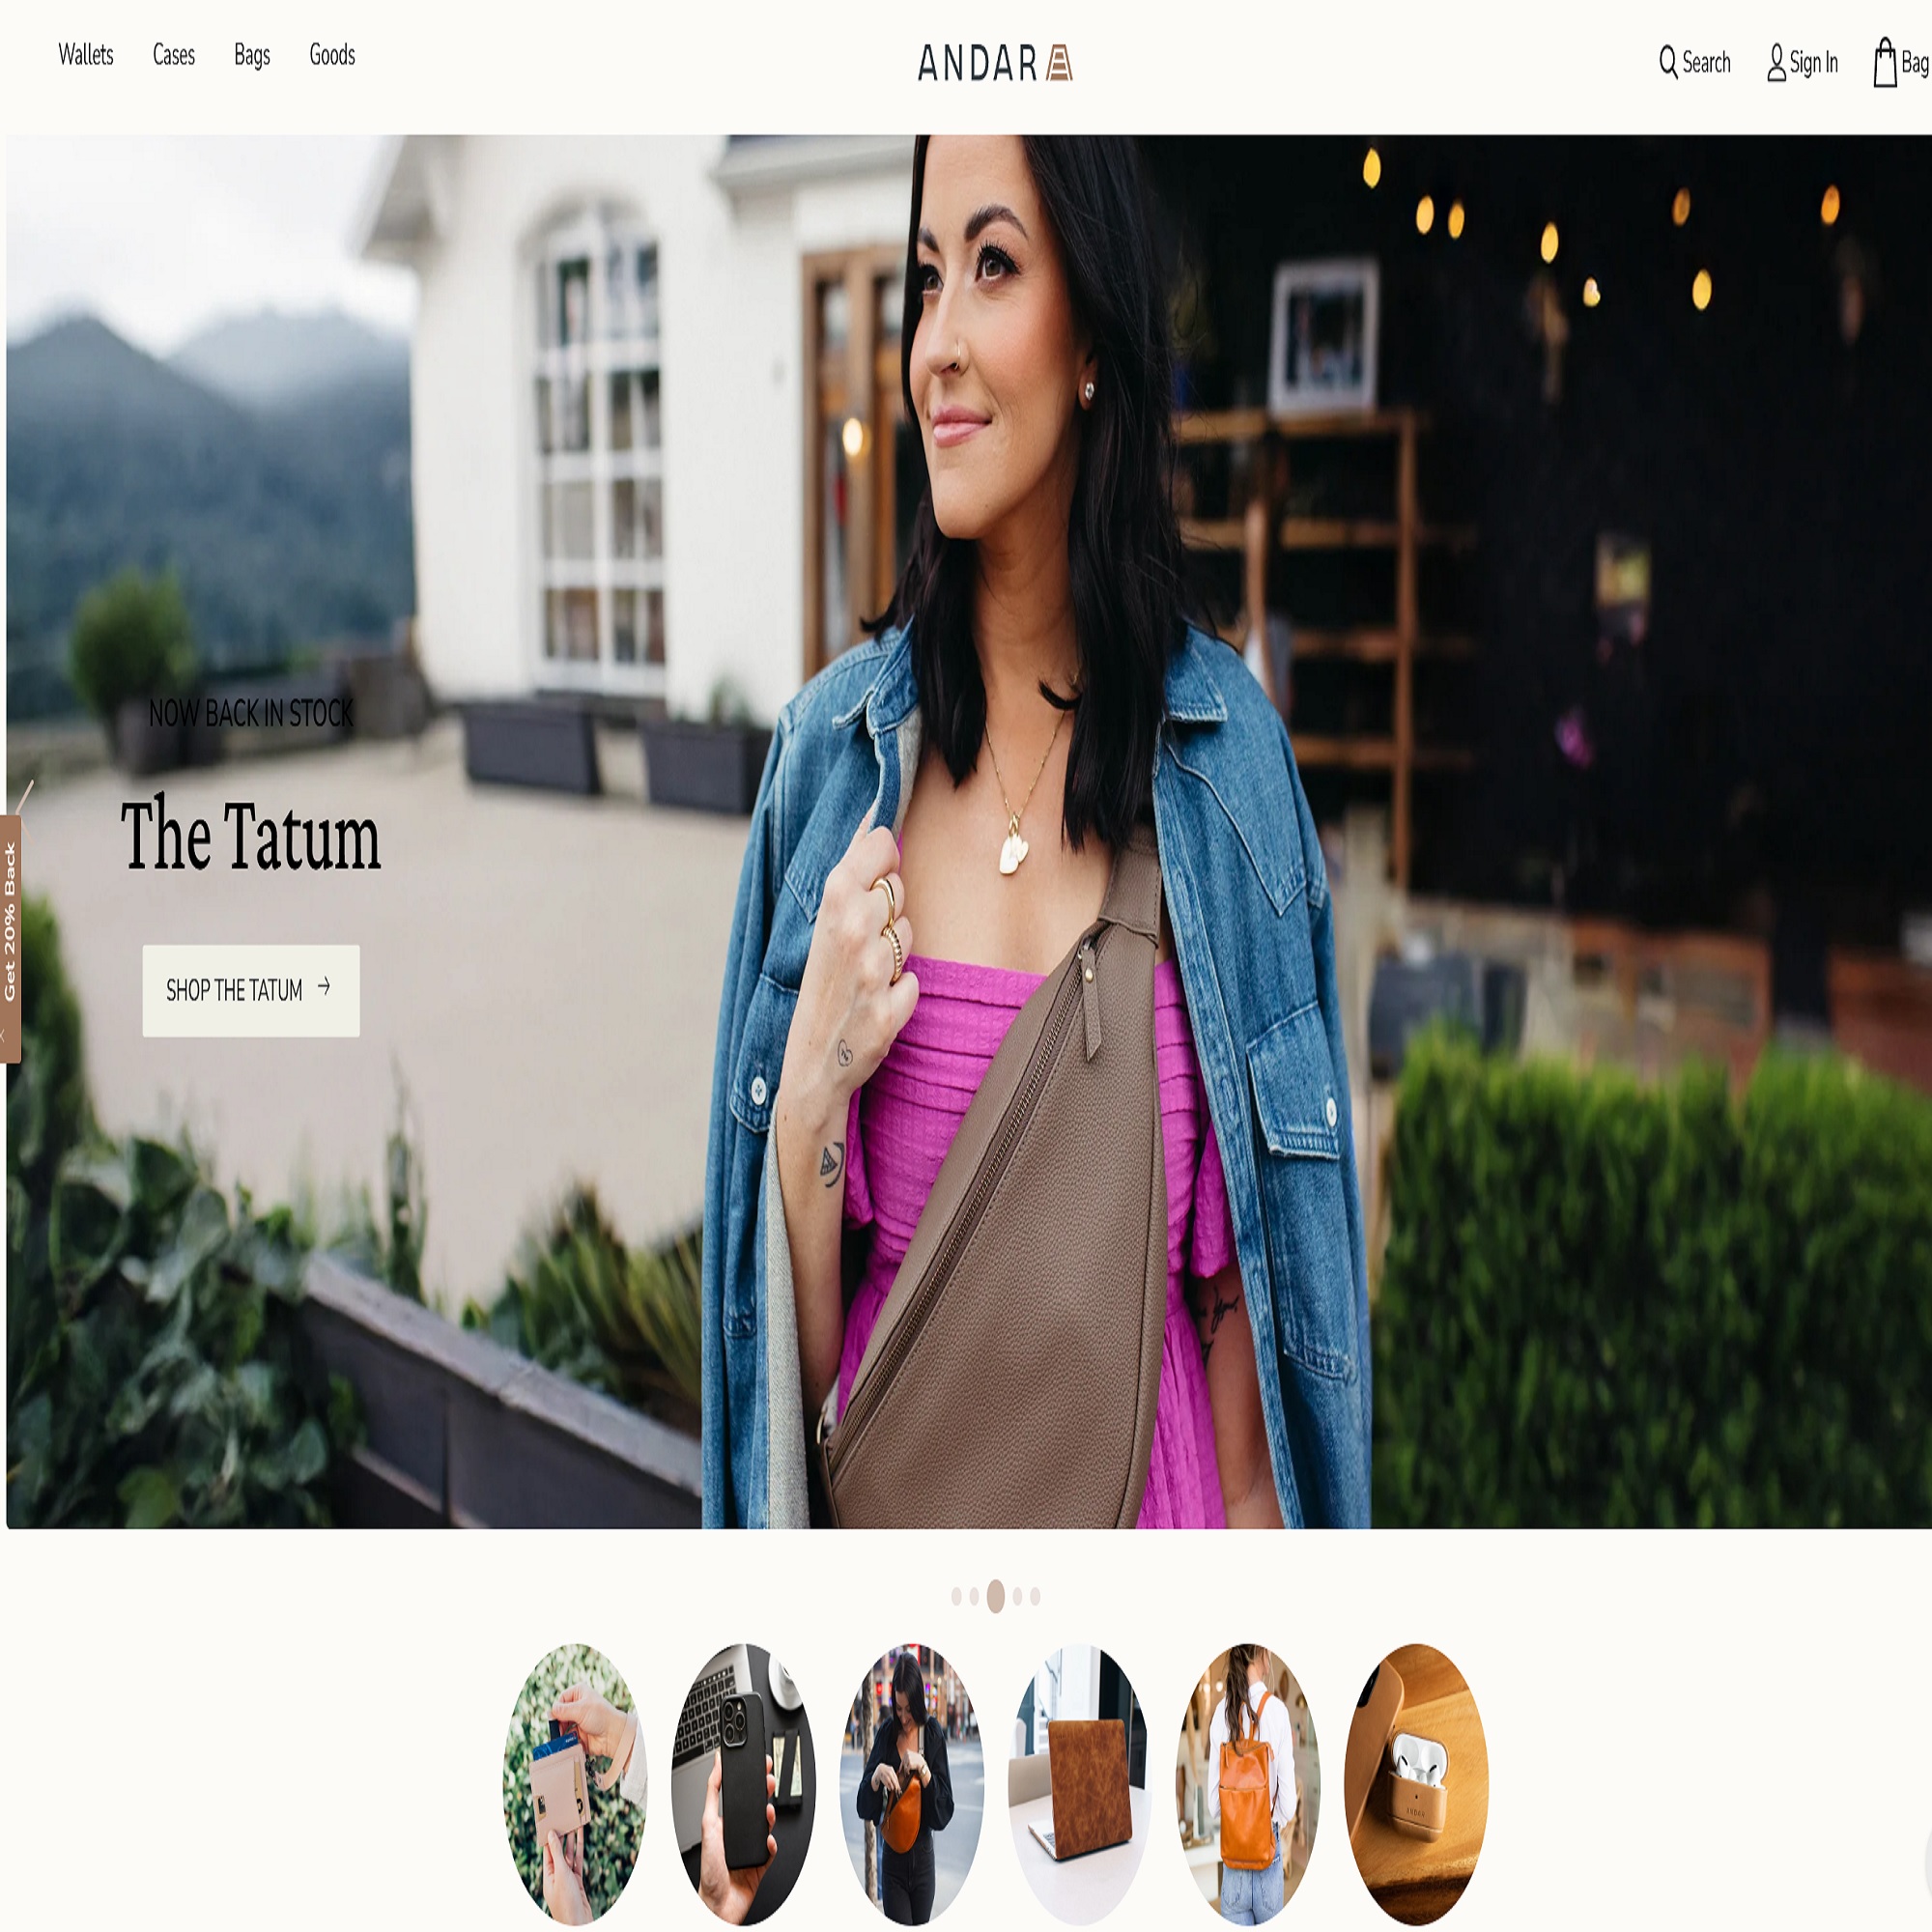 Wallets Cases Bags Goods
ANDAR
Search Sign In Bag
NOW BACK IN STOCK
The Tatum
SHOP THE TATUM →
Get 20% Back
ANDAR